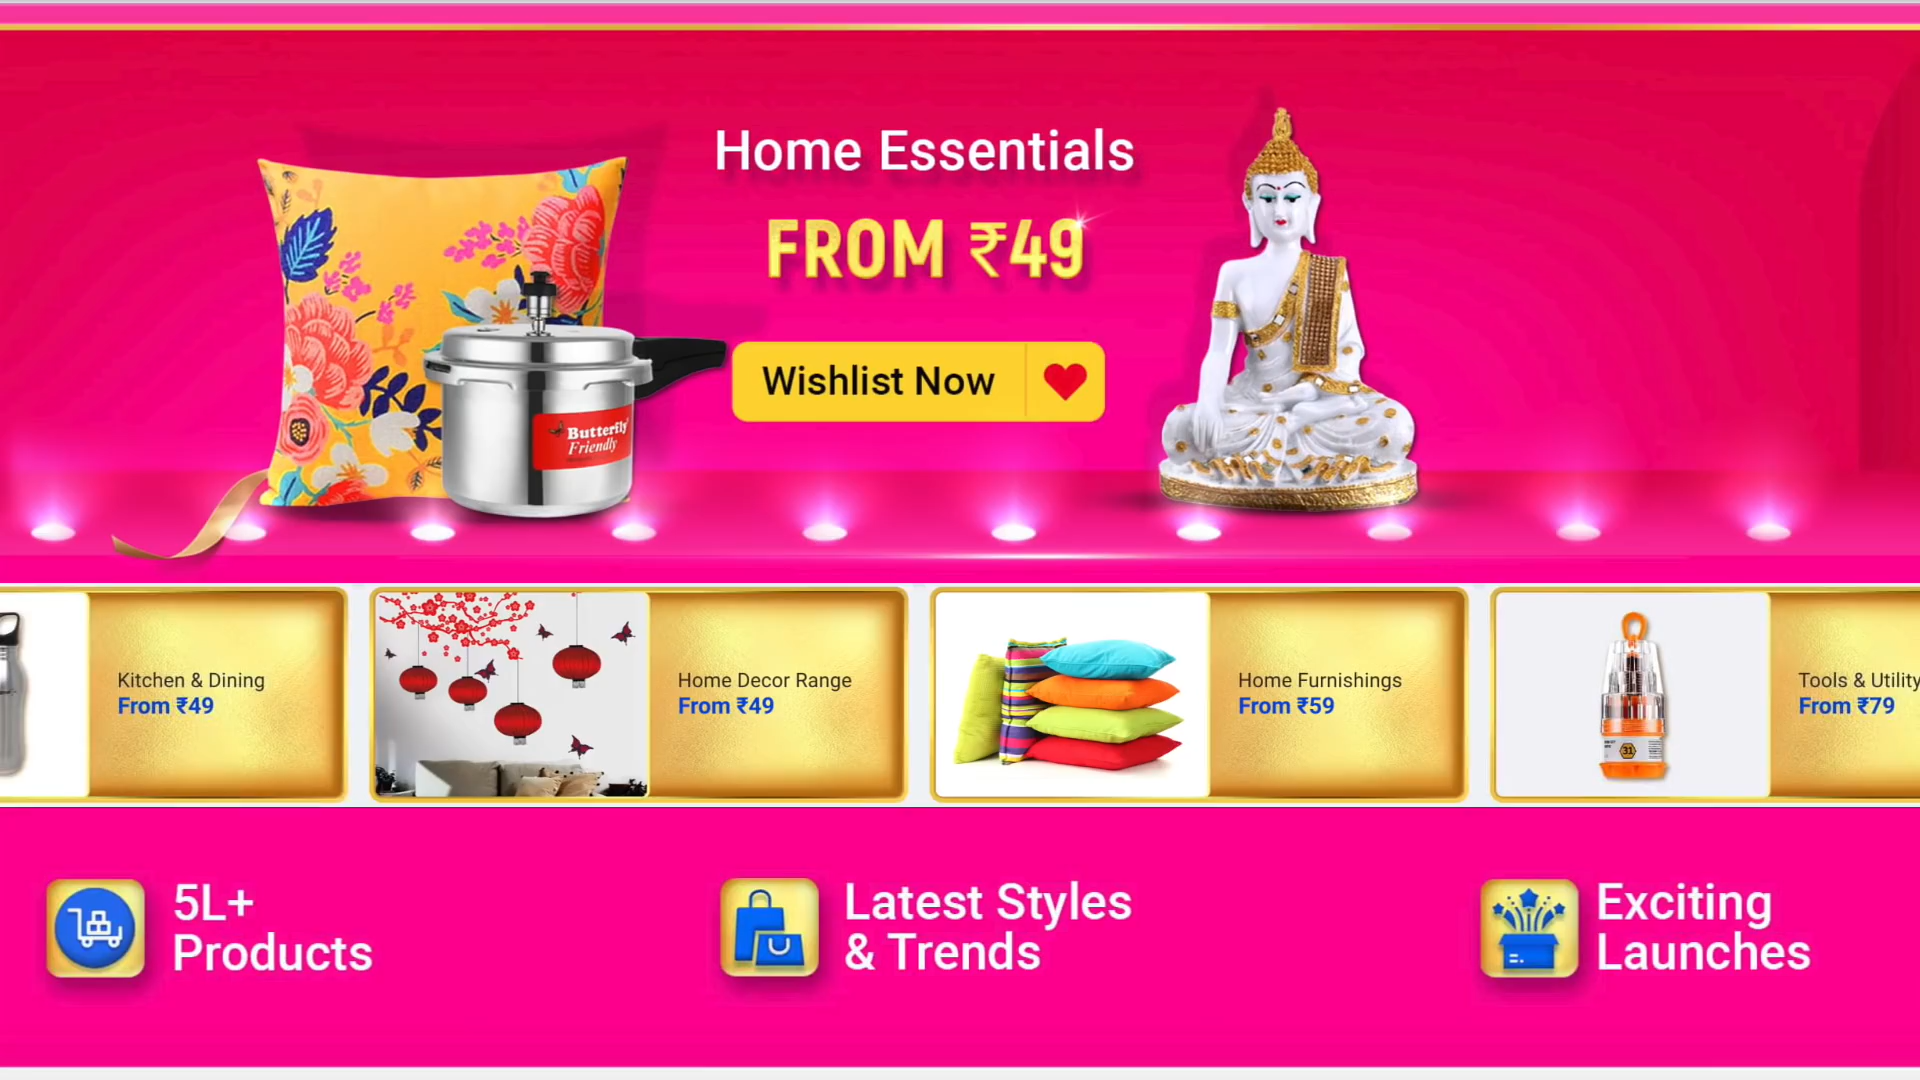 Home Essentials
FROM ₹49
Wishlist Now
Butterfly
Friendly
Kitchen & Dining
From ₹49
Home Decor Range
From ₹49
Home Furnishings
From ₹59
31
Tools & Utility
From ₹79
5L+
Products
Latest Styles
& Trends
Exciting
Launches